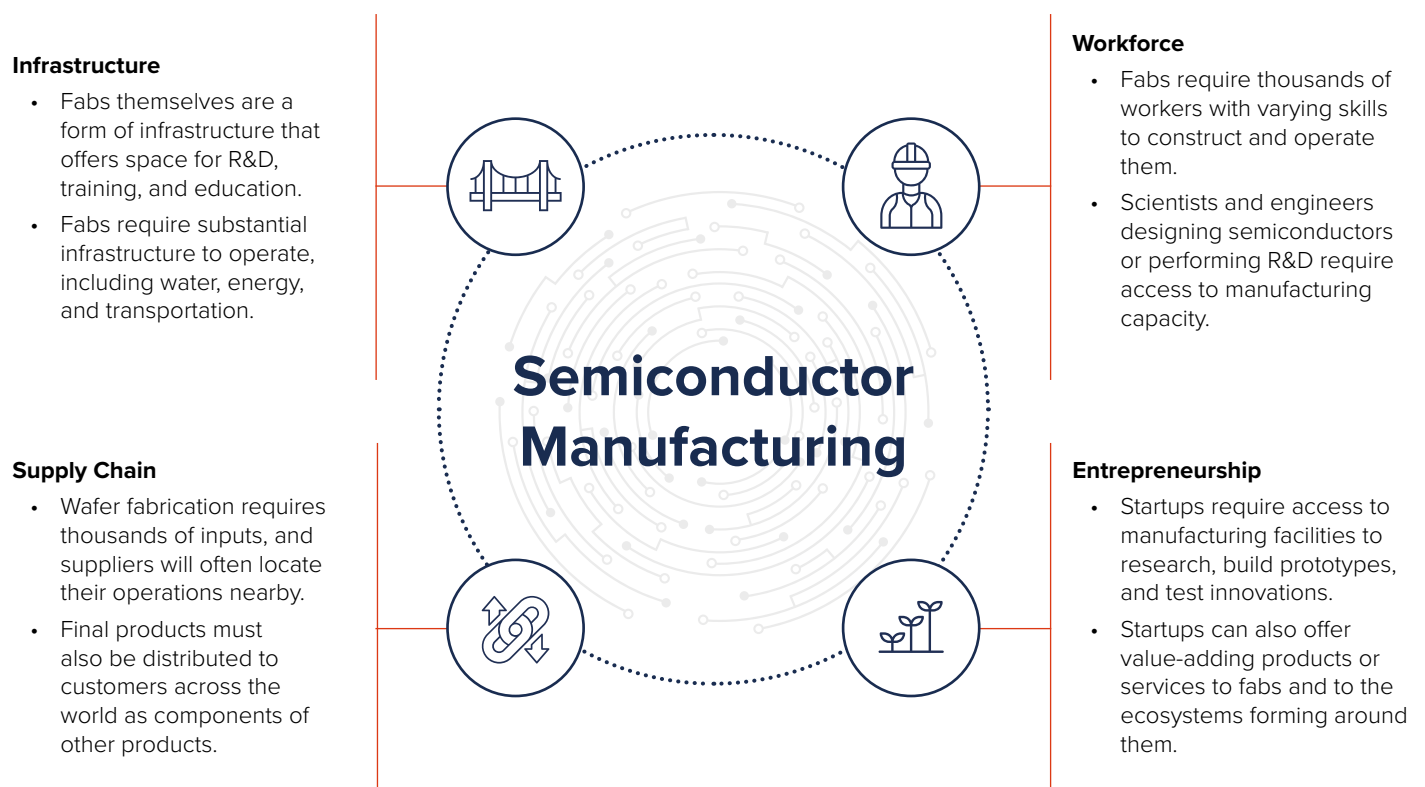 Infrastructure
• Fabs themselves are a
form of infrastructure that
offers space for R&D,
training, and education.
• Fabs require substantial
infrastructure to operate,
including water, energy,
and transportation.
Workforce
• Fabs require thousands of
workers with varying skills
to construct and operate
them.
• Scientists and engineers
designing semiconductors
or performing R&D require
access to manufacturing
capacity.
Semiconductor
Manufacturing
Supply Chain
• Wafer fabrication requires
thousands of inputs, and
suppliers will often locate
their operations nearby.
• Final products must
also be distributed to
customers across the
world as components of
other products.
Entrepreneurship
• Startups require access to
manufacturing facilities to
research, build prototypes,
and test innovations.
• Startups can also offer
value-adding products or
services to fabs and to the
ecosystems forming around
them.